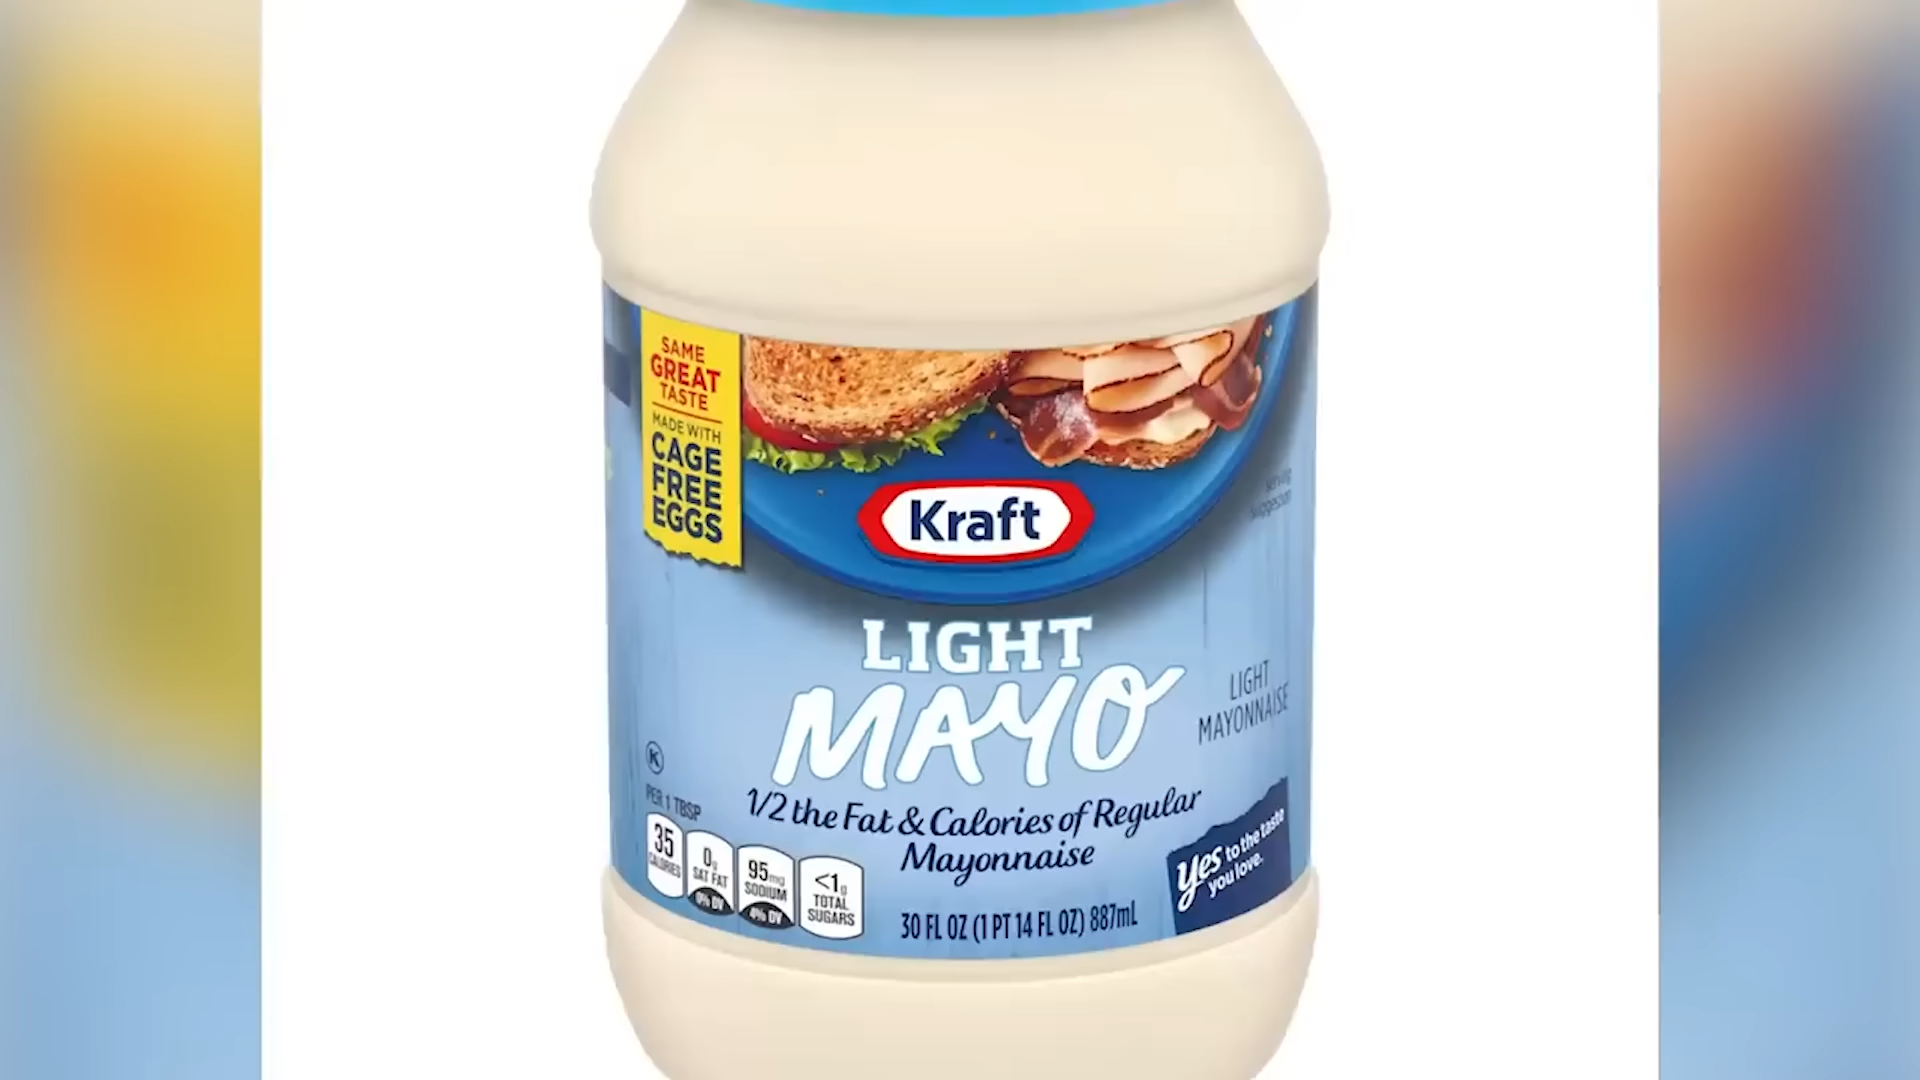 SAME
GREAT
TASTE
MADE WITH
CAGE
FREE
EGGS
Kraft
serving
suggestion
LIGHT
MAYO
LIGHT
MAYONNAISE
1/2 the Fat & Calories of Regular
Mayonnaise
K
PER 1 TBSP
35
CALORIES
0g
SAT FAT
0% DV
95mg
SODIUM
4% DV
<1g
TOTAL
SUGARS
30 FL OZ (1 PT 14 FL OZ) 887mL
Yes to the taste
you love.